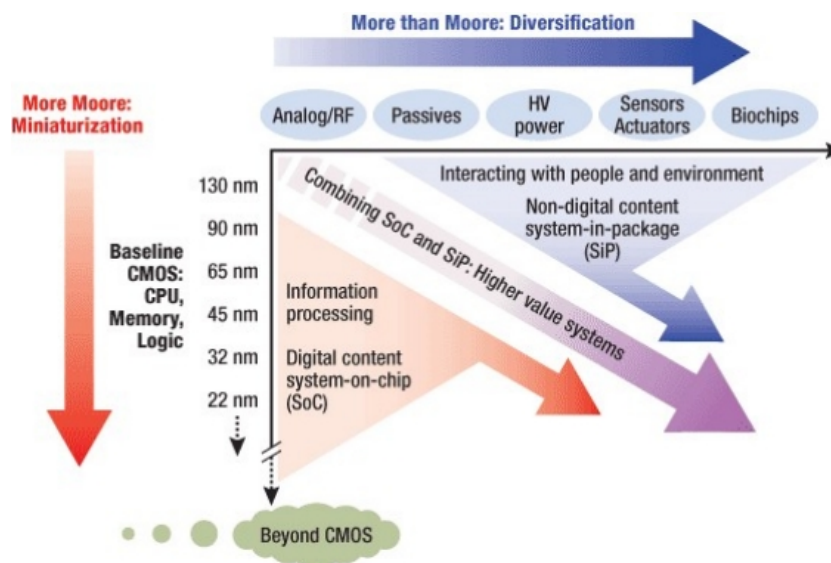 More than Moore: Diversification
More Moore:
Miniaturization
Analog/RF
Passives
HV
power
Sensors
Actuators
Biochips
Interacting with people and environment
Non-digital content
system-in-package
(SiP)
Combining SoC and SiP: Higher value systems
130 nm
90 nm
65 nm
45 nm
32 nm
22 nm
Baseline
CMOS:
CPU,
Memory,
Logic
Information
processing
Digital content
system-on-chip
(SoC)
Beyond CMOS